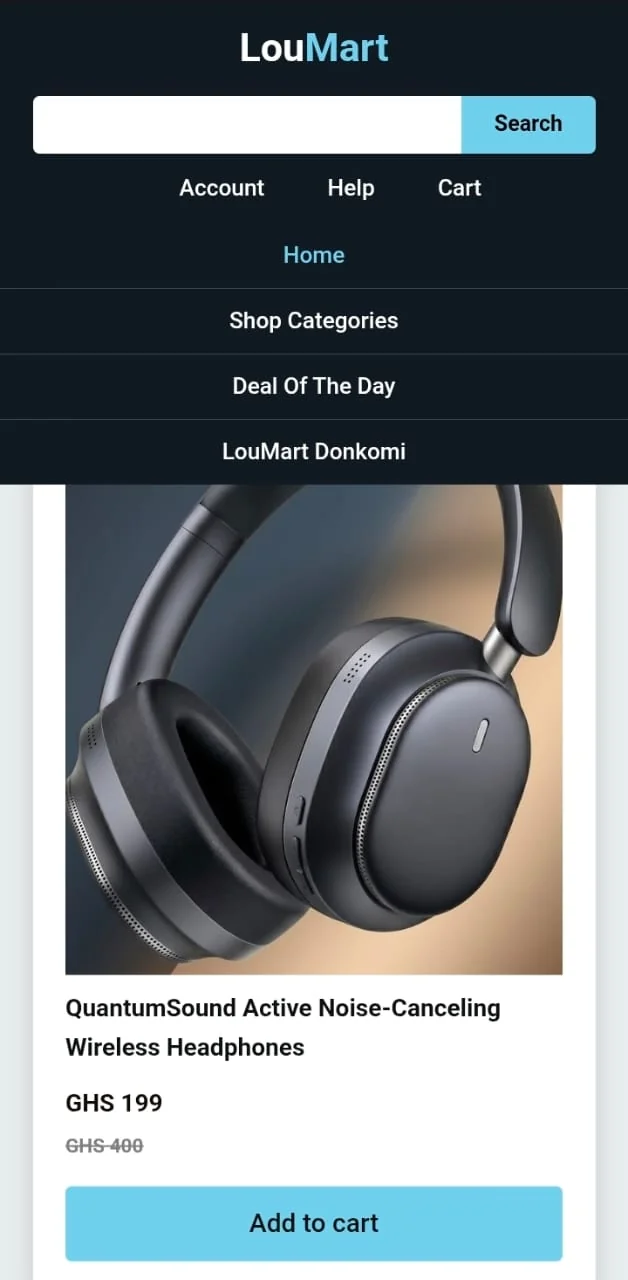 LouMart
Search
Account Help Cart
Home
Shop Categories
Deal Of The Day
LouMart Donkomi
QuantumSound Active Noise-Canceling
Wireless Headphones
GHS 199
GHS 400
Add to cart